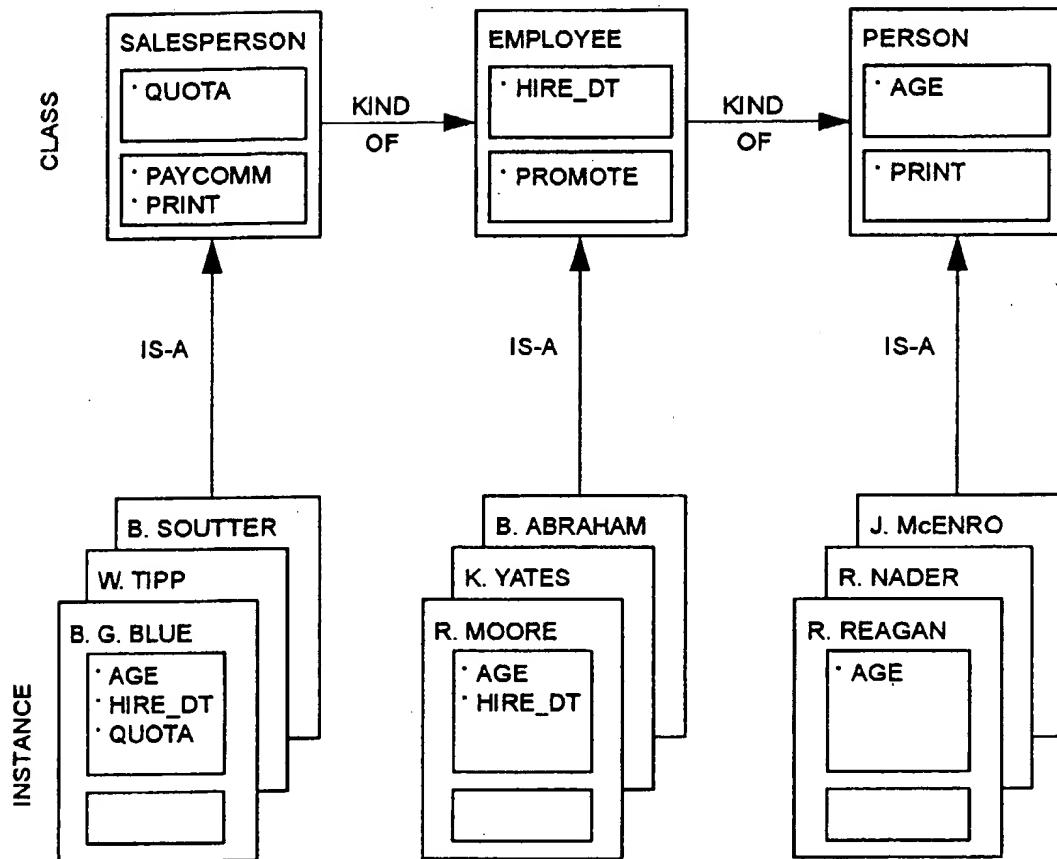 SALESPERSON
· QUOTA
· PAYCOMM
· PRINT
KIND
OF
EMPLOYEE
· HIRE_DT
· PROMOTE
KIND
OF
PERSON
· AGE
· PRINT
CLASS
IS-A
IS-A
IS-A
B. SOUTTER
W. TIPP
B. G. BLUE
· AGE
· HIRE_DT
· QUOTA
B. ABRAHAM
K. YATES
R. MOORE
· AGE
· HIRE_DT
J. McENRO
R. NADER
R. REAGAN
· AGE
INSTANCE